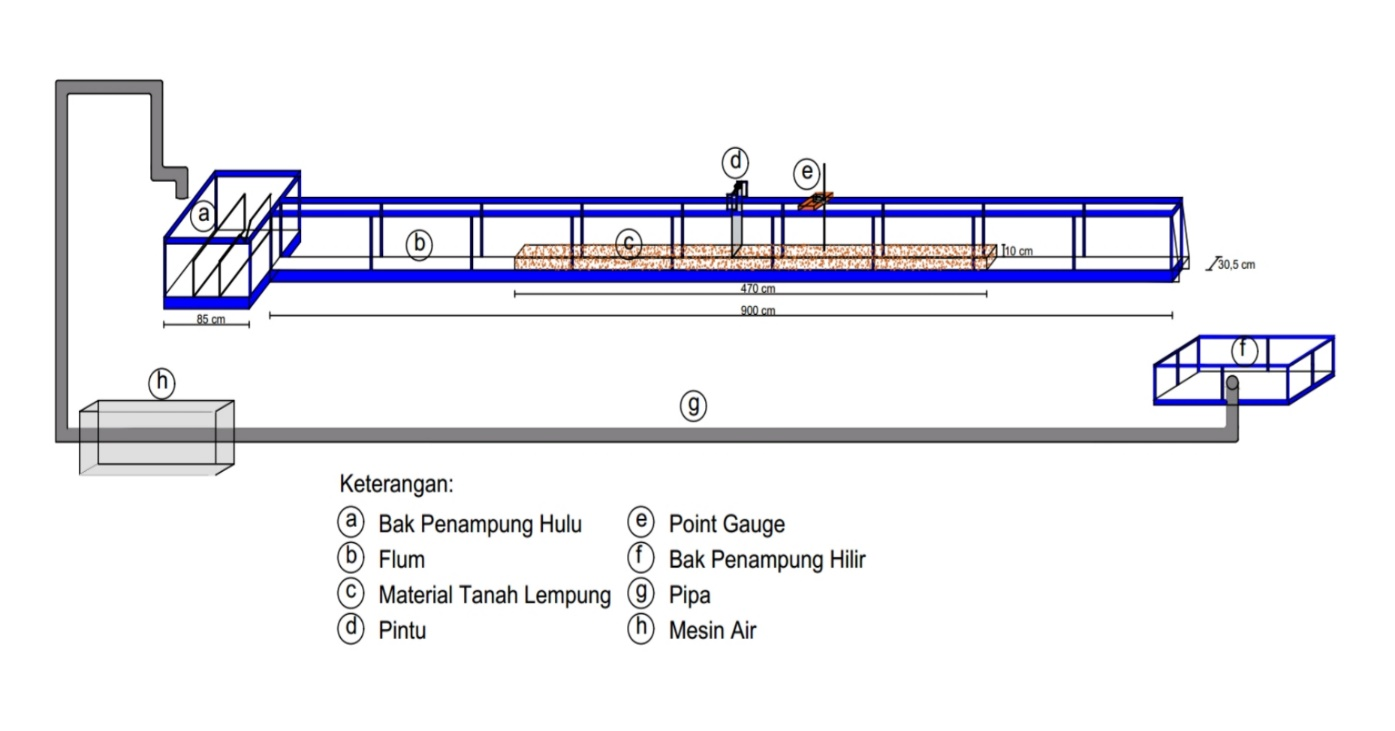 d
e
a
b
c
10 cm
30,5 cm
470 cm
900 cm
85 cm
f
h
g
Keterangan:
a Bak Penampung Hulu
b Flum
c Material Tanah Lempung
d Pintu
e Point Gauge
f Bak Penampung Hilir
g Pipa
h Mesin Air